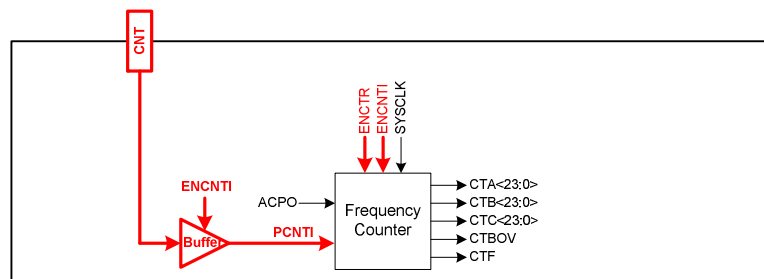 CNT
ENCTR
ENCNTI
SYSCLK
ENCNTI
ACPO
Buffer
PCNTI
Frequency
Counter
CTA<23:0>
CTB<23:0>
CTC<23:0>
CTBOV
CTF